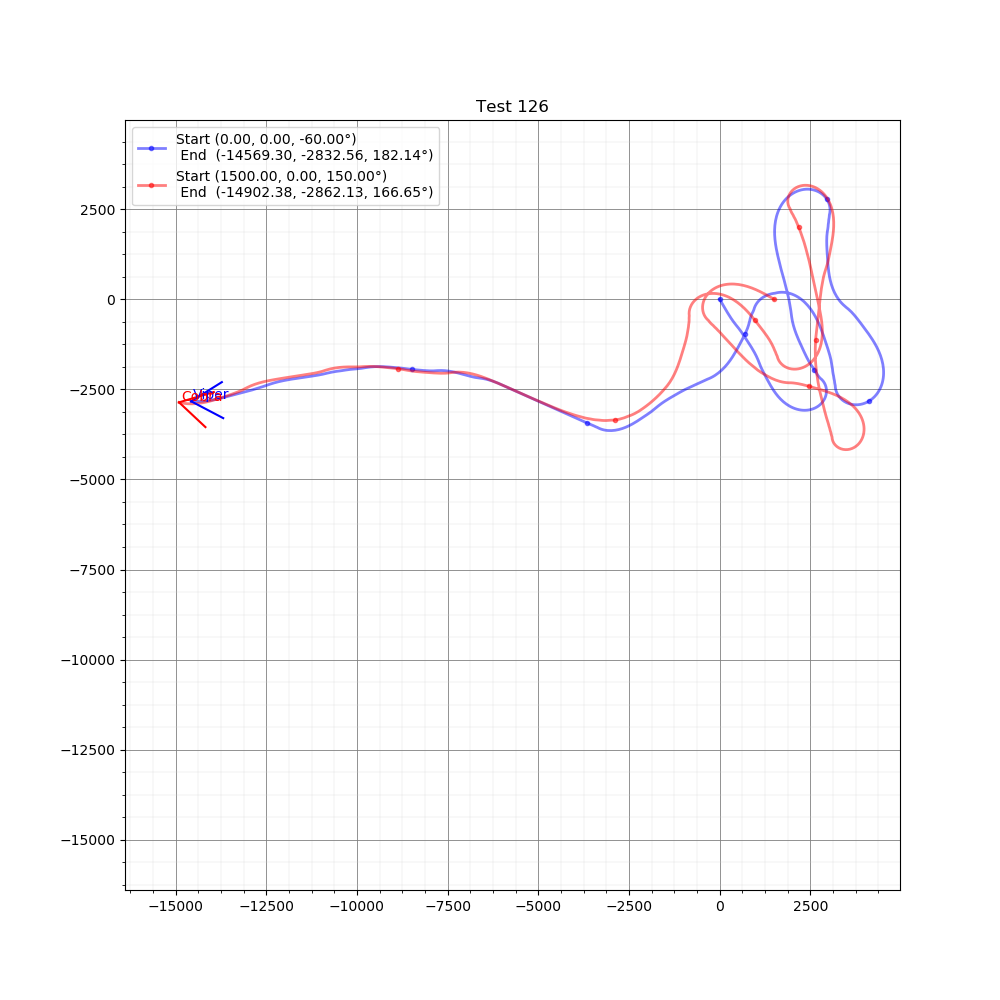 Test 126
Start (0.00, 0.00, -60.00°)
End  (-14569.30, -2832.56, 182.14°)
Start (1500.00, 0.00, 150.00°)
End  (-14902.38, -2862.13, 166.65°)
2500
0
−2500
−5000
−7500
−10000
−12500
−15000
Viper
−15000
−12500
−10000
−7500
−5000
−2500
0
2500